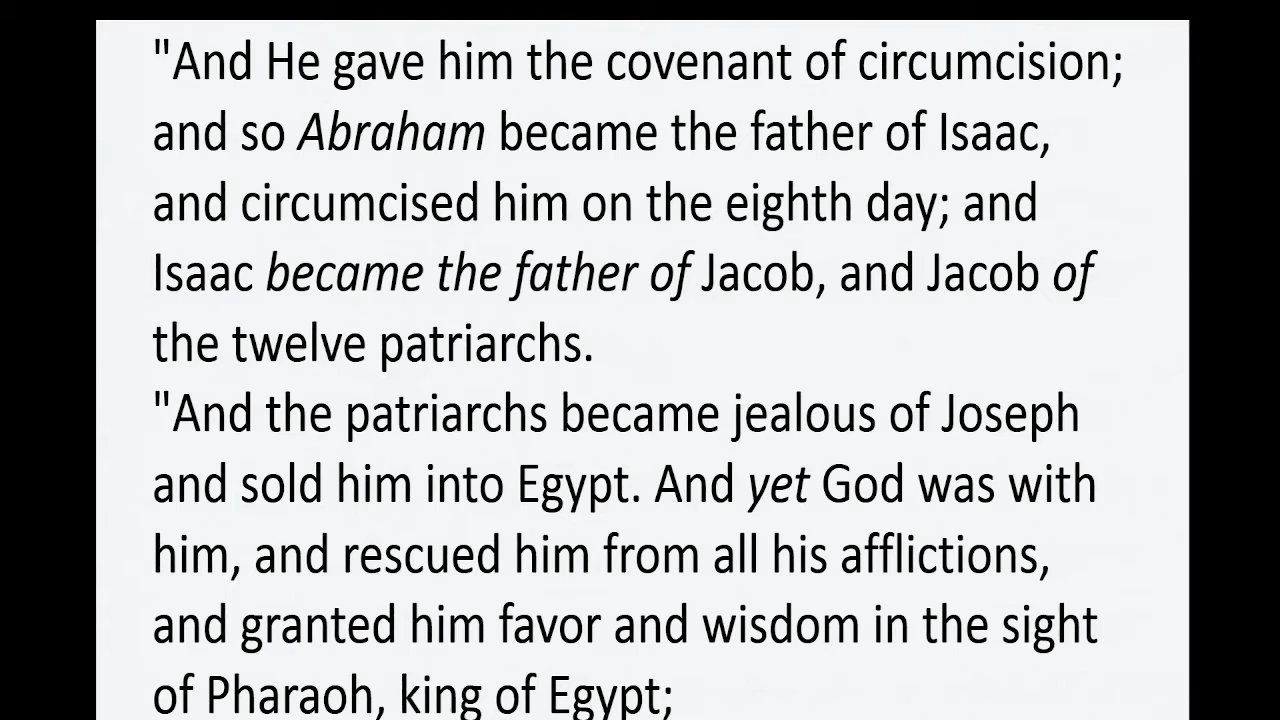 "And He gave him the covenant of circumcision;
and so Abraham became the father of Isaac,
and circumcised him on the eighth day; and
Isaac became the father of Jacob, and Jacob of
the twelve patriarchs.
"And the patriarchs became jealous of Joseph
and sold him into Egypt. And yet God was with
him, and rescued him from all his afflictions,
and granted him favor and wisdom in the sight
of Pharaoh, king of Egypt;